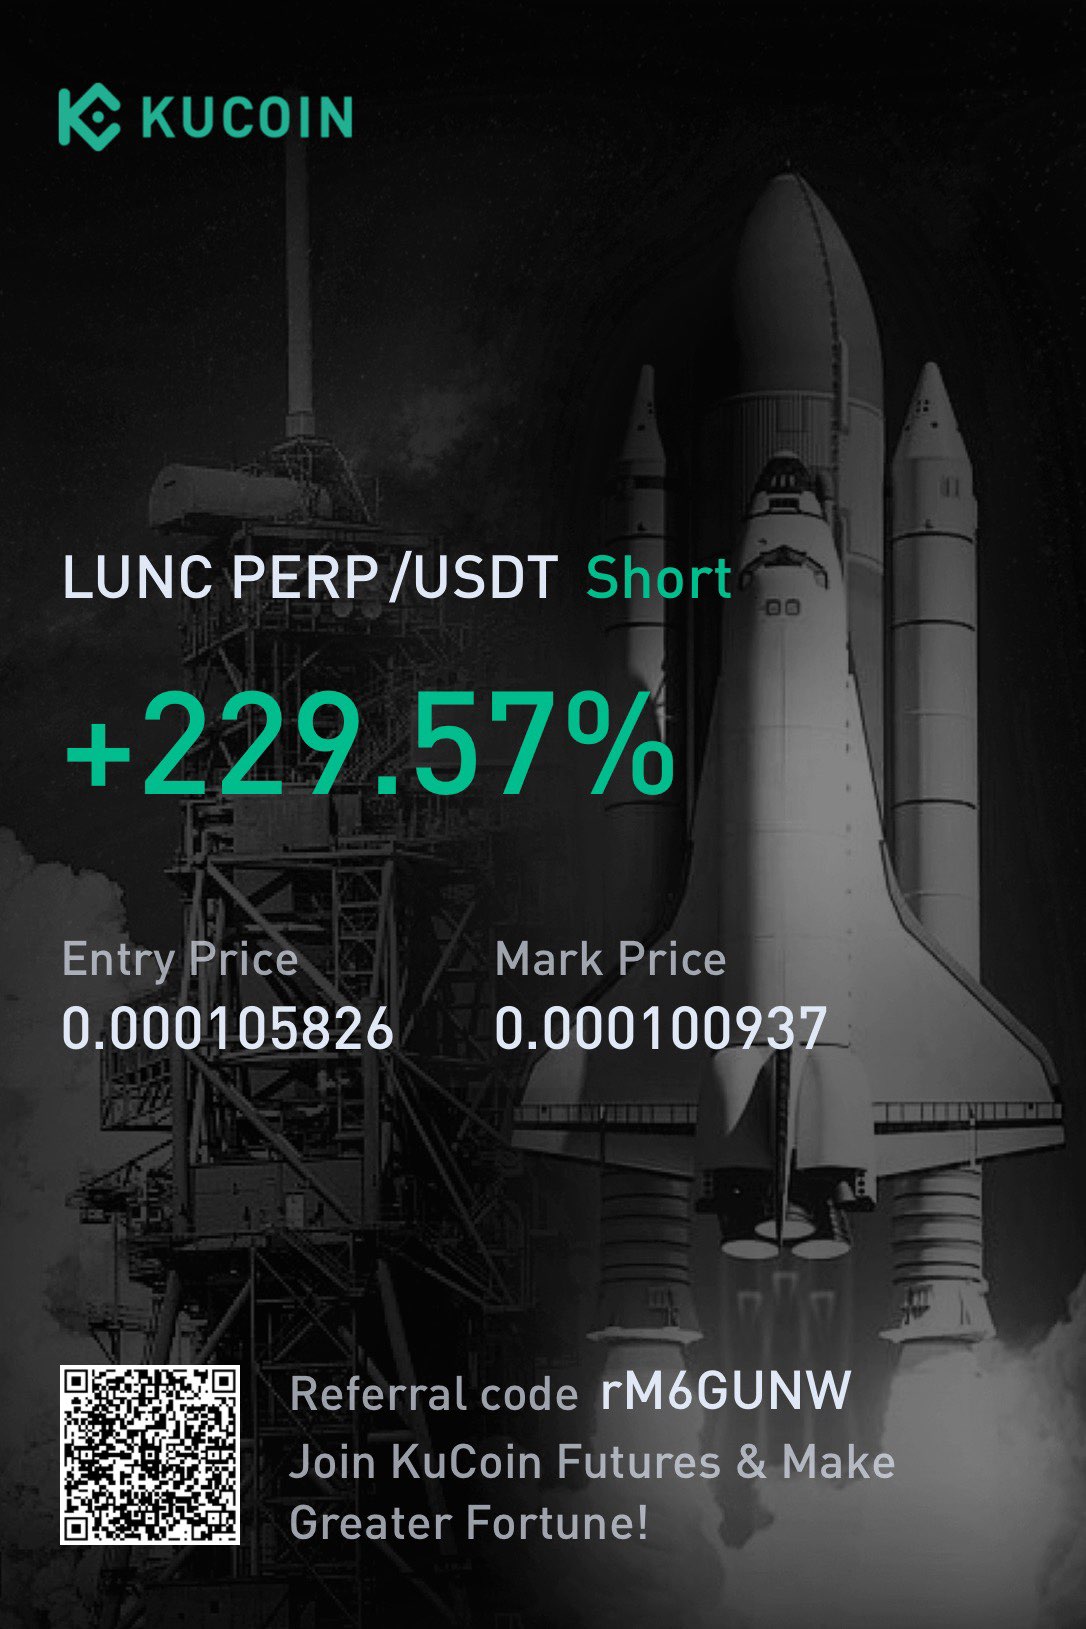 KUCOIN
LUNC PERP /USDT Short
+229.57%
Entry Price Mark Price
0.000105826 0.000100937
Referral code rM6GUNW
Join KuCoin Futures & Make
Greater Fortune!